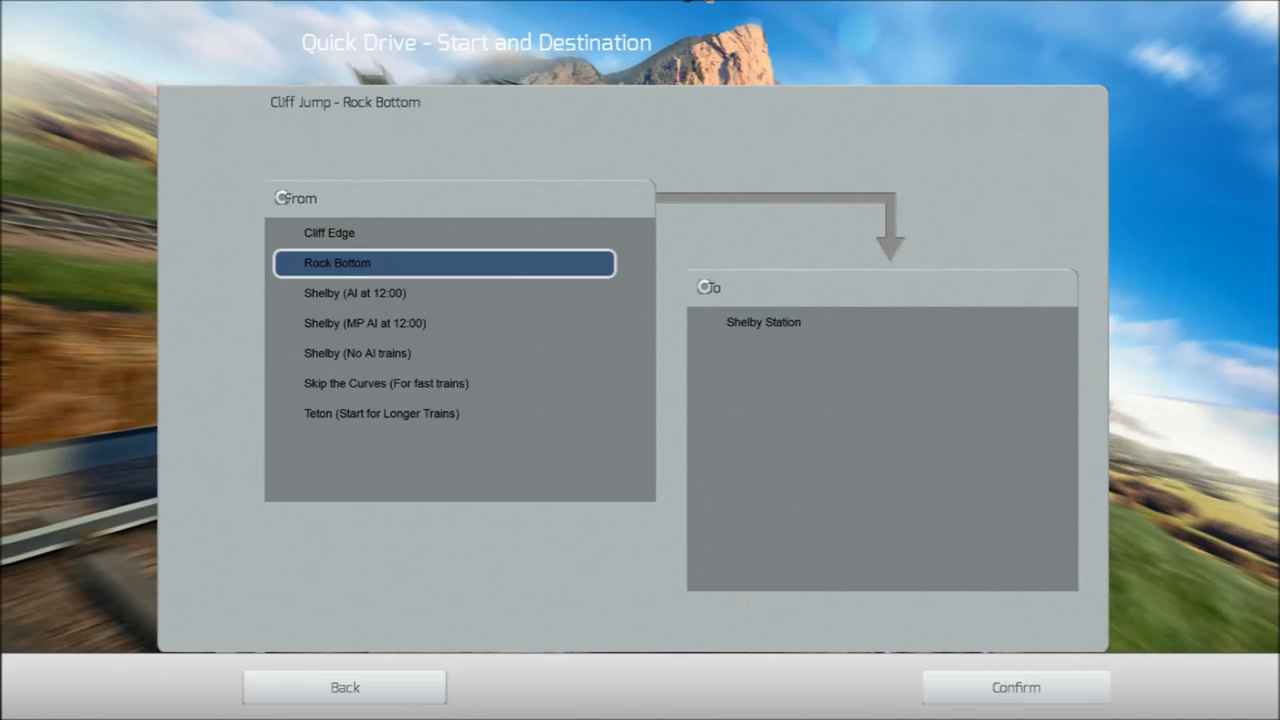 Quick Drive - Start and Destination
Cliff Jump - Rock Bottom
From
Cliff Edge
Rock Bottom
Shelby (AI at 12:00)
Shelby (MP AI at 12:00)
Shelby (No AI trains)
Skip the Curves (For fast trains)
Teton (Start for Longer Trains)
To
Shelby Station
Back
Confirm